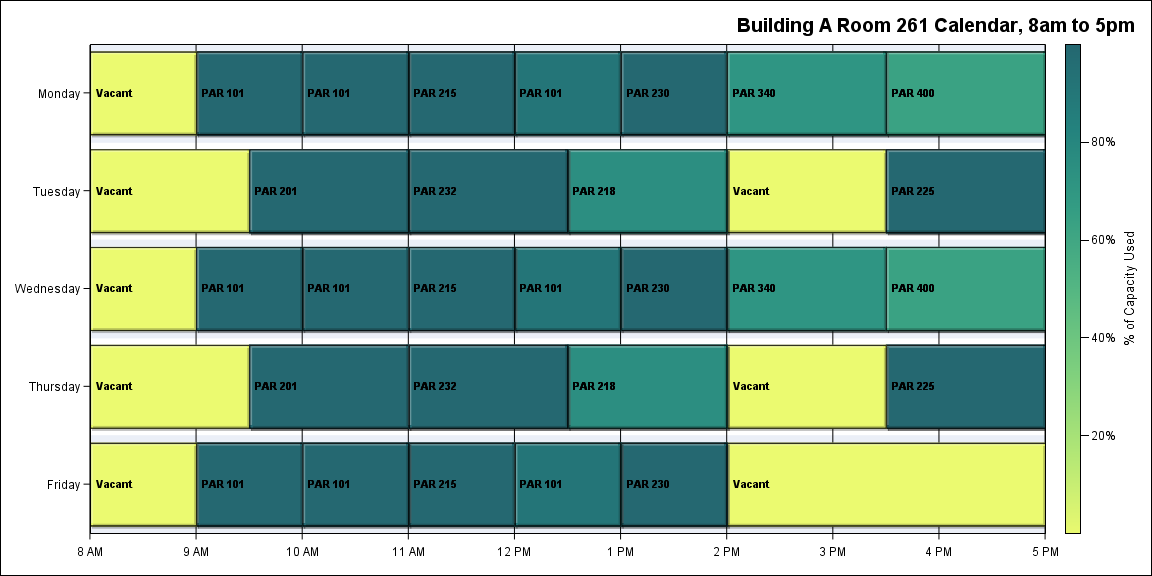 Building A Room 261 Calendar, 8am to 5pm
Monday
Vacant
PAR 101
PAR 101
PAR 215
PAR 101
PAR 230
PAR 340
PAR 400
Tuesday
Vacant
PAR 201
PAR 232
PAR 218
Vacant
PAR 225
Wednesday
Vacant
PAR 101
PAR 101
PAR 215
PAR 101
PAR 230
PAR 340
PAR 400
Thursday
Vacant
PAR 201
PAR 232
PAR 218
Vacant
PAR 225
Friday
Vacant
PAR 101
PAR 101
PAR 215
PAR 101
PAR 230
Vacant
8 AM
9 AM
10 AM
11 AM
12 PM
1 PM
2 PM
3 PM
4 PM
5 PM
80%
60%
40%
20%
% of Capacity Used